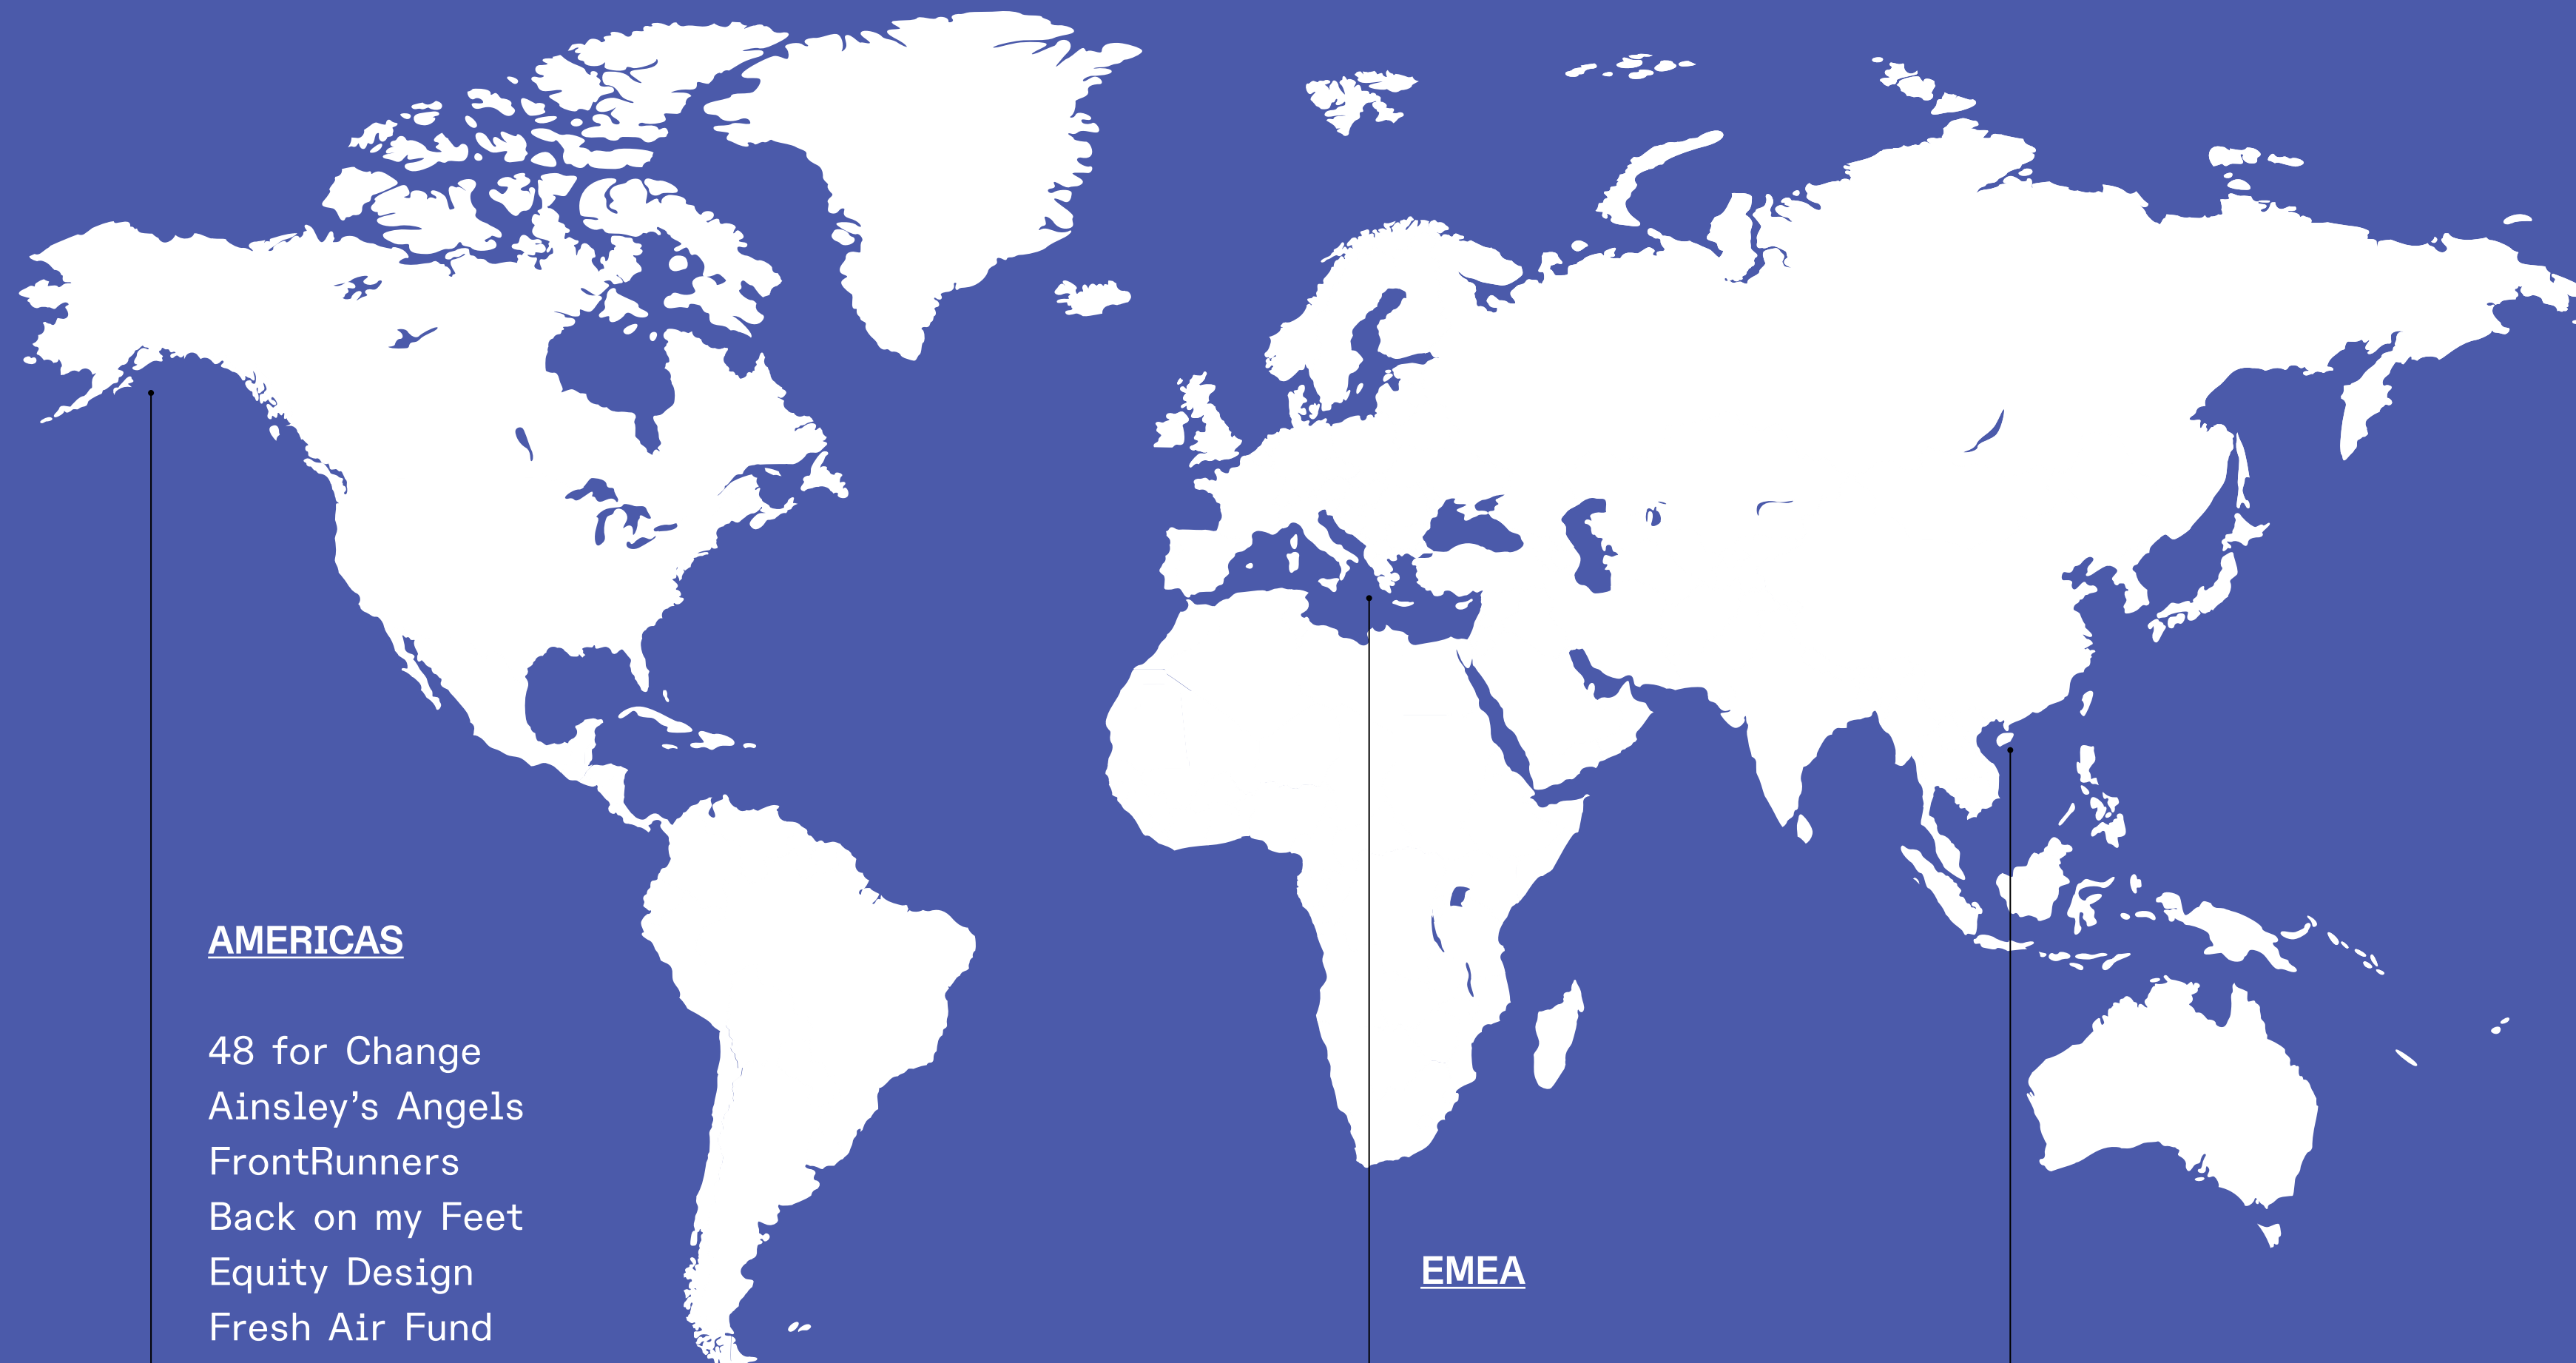 AMERICAS
48 for Change
Ainsley’s Angels
FrontRunners
Back on my Feet
Equity Design
Fresh Air Fund
EMEA